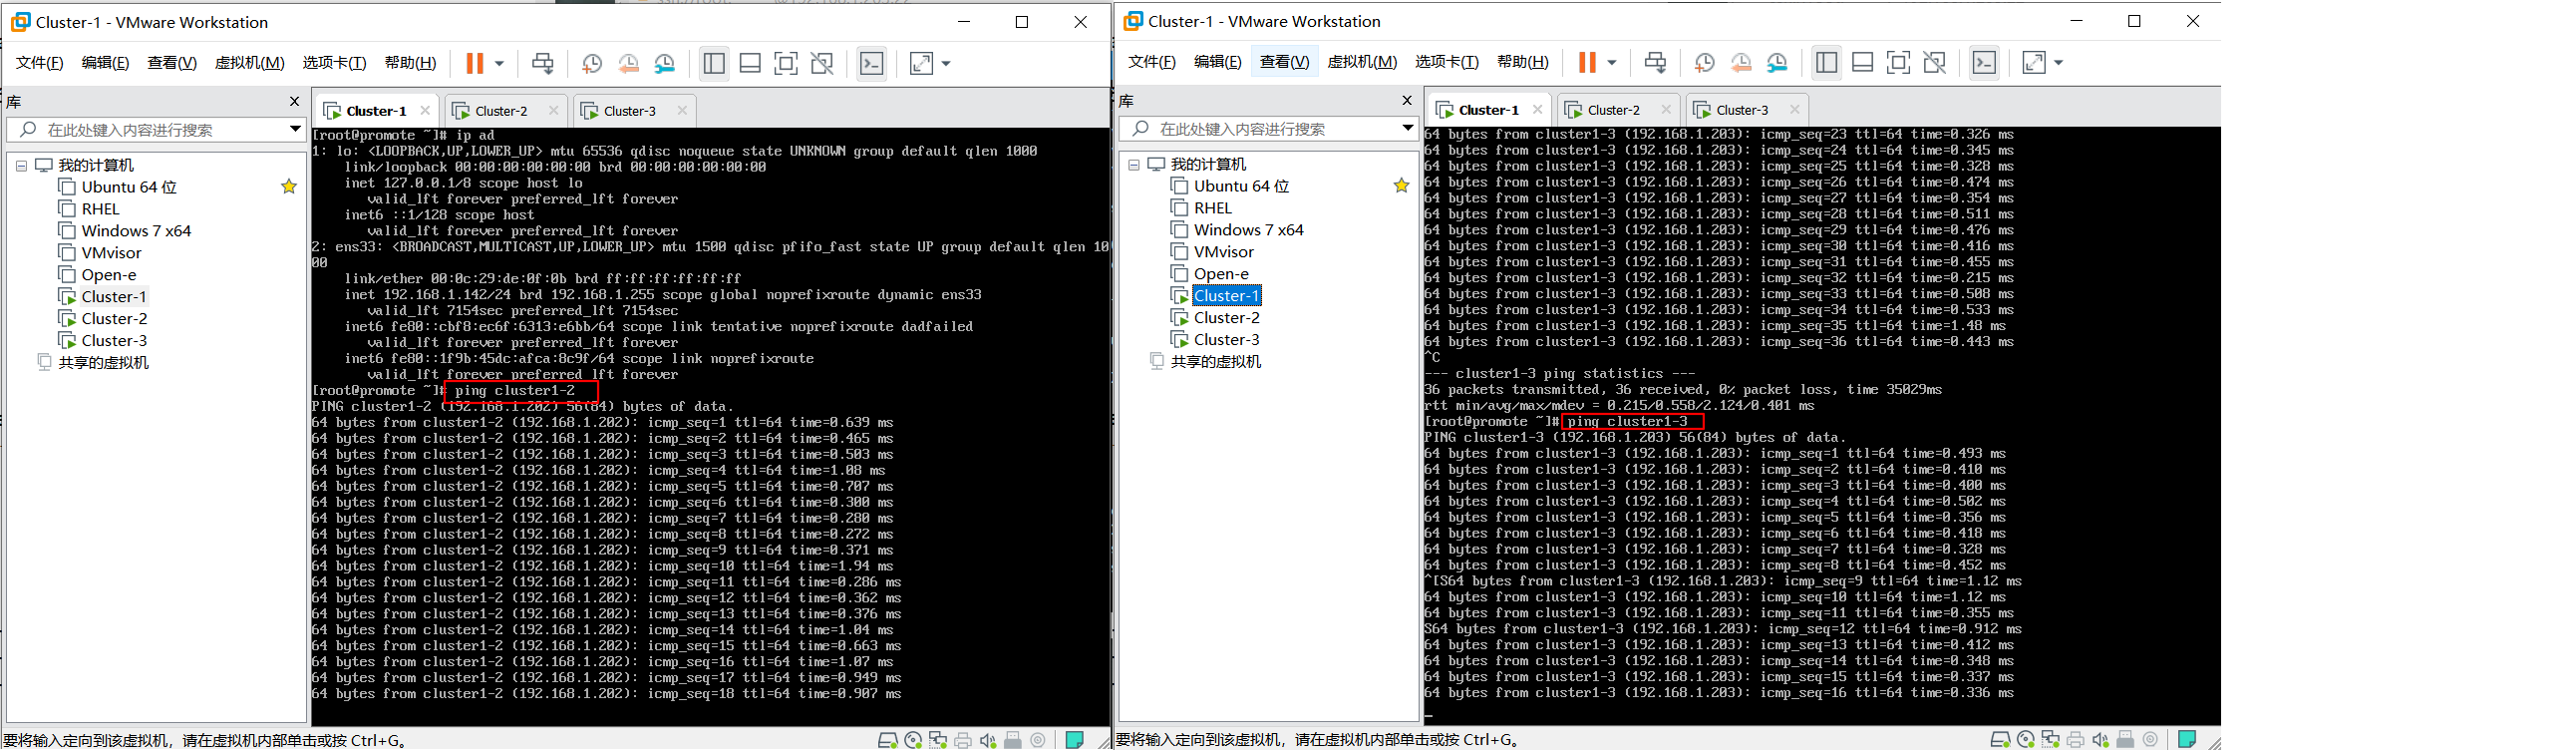 Cluster-1 - VMware Workstation
文件(F) 编辑(E) 查看(V) 虚拟机(M) 选项卡(T) 帮助(H)
库
在此处键入内容进行搜索
我的计算机
Ubuntu 64 位
RHEL
Windows 7 x64
VMvisor
Open-e
Cluster-1
Cluster-2
Cluster-3
共享的虚拟机
Cluster-1 Cluster-2 Cluster-3
[root@promote ~]# ip ad
1: lo: <LOOPBACK,UP,LOWER_UP> mtu 65536 qdisc noqueue state UNKNOWN group default qlen 1000
link/loopback 00:00:00:00:00:00 brd 00:00:00:00:00:00
inet 127.0.0.1/8 scope host lo
valid_lft forever preferred_lft forever
inet6 ::1/128 scope host
valid_lft forever preferred_lft forever
2: ens33: <BROADCAST,MULTICAST,UP,LOWER_UP> mtu 1500 qdisc pfifo_fast state UP group default qlen 10
00
link/ether 00:0c:29:de:0f:0b brd ff:ff:ff:ff:ff:ff
inet 192.168.1.142/24 brd 192.168.1.255 scope global noprefixroute dynamic ens33
valid_lft 7154sec preferred_lft 7154sec
inet6 fe80::cbf8:ec6f:6313:e6bb/64 scope link tentative noprefixroute dadfailed
valid_lft forever preferred_lft forever
inet6 fe80::1f9b:45dc:afca:8c9f/64 scope link noprefixroute
valid_lft forever preferred_lft forever
[root@promote ~]# ping cluster1-2
PING cluster1-2 (192.168.1.202) 56(84) bytes of data.
64 bytes from cluster1-2 (192.168.1.202): icmp_seq=1 ttl=64 time=0.639 ms
64 bytes from cluster1-2 (192.168.1.202): icmp_seq=2 ttl=64 time=0.465 ms
64 bytes from cluster1-2 (192.168.1.202): icmp_seq=3 ttl=64 time=0.503 ms
64 bytes from cluster1-2 (192.168.1.202): icmp_seq=4 ttl=64 time=1.08 ms
64 bytes from cluster1-2 (192.168.1.202): icmp_seq=5 ttl=64 time=0.707 ms
64 bytes from cluster1-2 (192.168.1.202): icmp_seq=6 ttl=64 time=0.300 ms
64 bytes from cluster1-2 (192.168.1.202): icmp_seq=7 ttl=64 time=0.280 ms
64 bytes from cluster1-2 (192.168.1.202): icmp_seq=8 ttl=64 time=0.272 ms
64 bytes from cluster1-2 (192.168.1.202): icmp_seq=9 ttl=64 time=0.371 ms
64 bytes from cluster1-2 (192.168.1.202): icmp_seq=10 ttl=64 time=1.94 ms
64 bytes from cluster1-2 (192.168.1.202): icmp_seq=11 ttl=64 time=0.286 ms
64 bytes from cluster1-2 (192.168.1.202): icmp_seq=12 ttl=64 time=0.362 ms
64 bytes from cluster1-2 (192.168.1.202): icmp_seq=13 ttl=64 time=0.376 ms
64 bytes from cluster1-2 (192.168.1.202): icmp_seq=14 ttl=64 time=1.04 ms
64 bytes from cluster1-2 (192.168.1.202): icmp_seq=15 ttl=64 time=0.663 ms
64 bytes from cluster1-2 (192.168.1.202): icmp_seq=16 ttl=64 time=1.07 ms
64 bytes from cluster1-2 (192.168.1.202): icmp_seq=17 ttl=64 time=0.949 ms
64 bytes from cluster1-2 (192.168.1.202): icmp_seq=18 ttl=64 time=0.907 ms
要将输入定向到该虚拟机，请在虚拟机内部单击或按 Ctrl+G。
Cluster-1 - VMware Workstation
文件(F) 编辑(E) 查看(V) 虚拟机(M) 选项卡(T) 帮助(H)
库
在此处键入内容进行搜索
我的计算机
Ubuntu 64 位
RHEL
Windows 7 x64
VMvisor
Open-e
Cluster-1
Cluster-2
Cluster-3
共享的虚拟机
Cluster-1 Cluster-2 Cluster-3
64 bytes from cluster1-3 (192.168.1.203): icmp_seq=23 ttl=64 time=0.326 ms
64 bytes from cluster1-3 (192.168.1.203): icmp_seq=24 ttl=64 time=0.345 ms
64 bytes from cluster1-3 (192.168.1.203): icmp_seq=25 ttl=64 time=0.328 ms
64 bytes from cluster1-3 (192.168.1.203): icmp_seq=26 ttl=64 time=0.474 ms
64 bytes from cluster1-3 (192.168.1.203): icmp_seq=27 ttl=64 time=0.354 ms
64 bytes from cluster1-3 (192.168.1.203): icmp_seq=28 ttl=64 time=0.511 ms
64 bytes from cluster1-3 (192.168.1.203): icmp_seq=29 ttl=64 time=0.476 ms
64 bytes from cluster1-3 (192.168.1.203): icmp_seq=30 ttl=64 time=0.416 ms
64 bytes from cluster1-3 (192.168.1.203): icmp_seq=31 ttl=64 time=0.455 ms
64 bytes from cluster1-3 (192.168.1.203): icmp_seq=32 ttl=64 time=0.215 ms
64 bytes from cluster1-3 (192.168.1.203): icmp_seq=33 ttl=64 time=0.508 ms
64 bytes from cluster1-3 (192.168.1.203): icmp_seq=34 ttl=64 time=0.533 ms
64 bytes from cluster1-3 (192.168.1.203): icmp_seq=35 ttl=64 time=1.48 ms
64 bytes from cluster1-3 (192.168.1.203): icmp_seq=36 ttl=64 time=0.443 ms
^C
--- cluster1-3 ping statistics ---
36 packets transmitted, 36 received, 0% packet loss, time 35029ms
rtt min/avg/max/mdev = 0.215/0.558/2.124/0.401 ms
[root@promote ~]# ping cluster1-3
PING cluster1-3 (192.168.1.203) 56(84) bytes of data.
64 bytes from cluster1-3 (192.168.1.203): icmp_seq=1 ttl=64 time=0.493 ms
64 bytes from cluster1-3 (192.168.1.203): icmp_seq=2 ttl=64 time=0.410 ms
64 bytes from cluster1-3 (192.168.1.203): icmp_seq=3 ttl=64 time=0.400 ms
64 bytes from cluster1-3 (192.168.1.203): icmp_seq=4 ttl=64 time=0.502 ms
64 bytes from cluster1-3 (192.168.1.203): icmp_seq=5 ttl=64 time=0.356 ms
64 bytes from cluster1-3 (192.168.1.203): icmp_seq=6 ttl=64 time=0.418 ms
64 bytes from cluster1-3 (192.168.1.203): icmp_seq=7 ttl=64 time=0.328 ms
64 bytes from cluster1-3 (192.168.1.203): icmp_seq=8 ttl=64 time=0.452 ms
^[S64 bytes from cluster1-3 (192.168.1.203): icmp_seq=9 ttl=64 time=1.12 ms
64 bytes from cluster1-3 (192.168.1.203): icmp_seq=10 ttl=64 time=1.12 ms
64 bytes from cluster1-3 (192.168.1.203): icmp_seq=11 ttl=64 time=0.355 ms
S64 bytes from cluster1-3 (192.168.1.203): icmp_seq=12 ttl=64 time=0.912 ms
64 bytes from cluster1-3 (192.168.1.203): icmp_seq=13 ttl=64 time=0.412 ms
64 bytes from cluster1-3 (192.168.1.203): icmp_seq=14 ttl=64 time=0.348 ms
64 bytes from cluster1-3 (192.168.1.203): icmp_seq=15 ttl=64 time=0.337 ms
64 bytes from cluster1-3 (192.168.1.203): icmp_seq=16 ttl=64 time=0.336 ms
要将输入定向到该虚拟机，请在虚拟机内部单击或按 Ctrl+G。